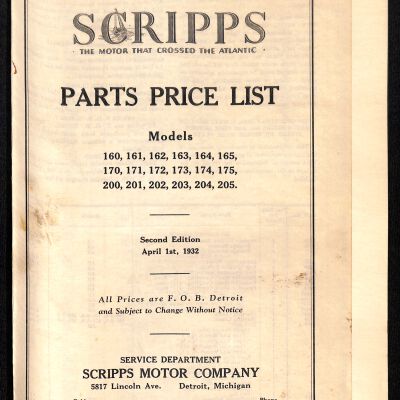 SCRIPPS
· THE MOTOR THAT CROSSED THE ATLANTIC ·
PARTS PRICE LIST
Models
160, 161, 162, 163, 164, 165,
170, 171, 172, 173, 174, 175,
200, 201, 202, 203, 204, 205.
Second Edition
April 1st, 1932
All Prices are F. O. B. Detroit
and Subject to Change Without Notice
SERVICE DEPARTMENT
SCRIPPS MOTOR COMPANY
5817 Lincoln Ave. Detroit, Michigan